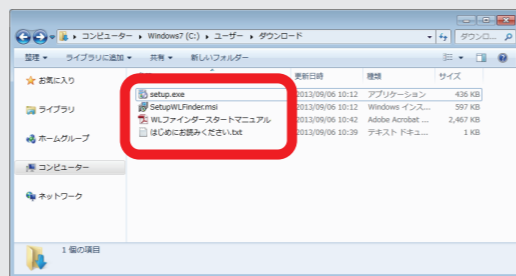 コンピューター ▸ Windows7 (C:) ▸ ユーザー ▸ ダウンロード
ダウンロ...
整理 ライブラリに追加 共有 新しいフォルダー
更新日時 種類 サイズ
お気に入り
ライブラリ
ホームグループ
コンピューター
ネットワーク
setup.exe 2013/09/06 10:12 アプリケーション 436 KB
SetupWLFinder.msi 2013/09/06 10:12 Windows インス... 597 KB
WLファインダースタートマニュアル 2013/09/06 10:42 Adobe Acrobat ... 2,467 KB
はじめにお読みください.txt 2013/09/06 10:39 テキスト ドキュ... 1 KB
1 個の項目